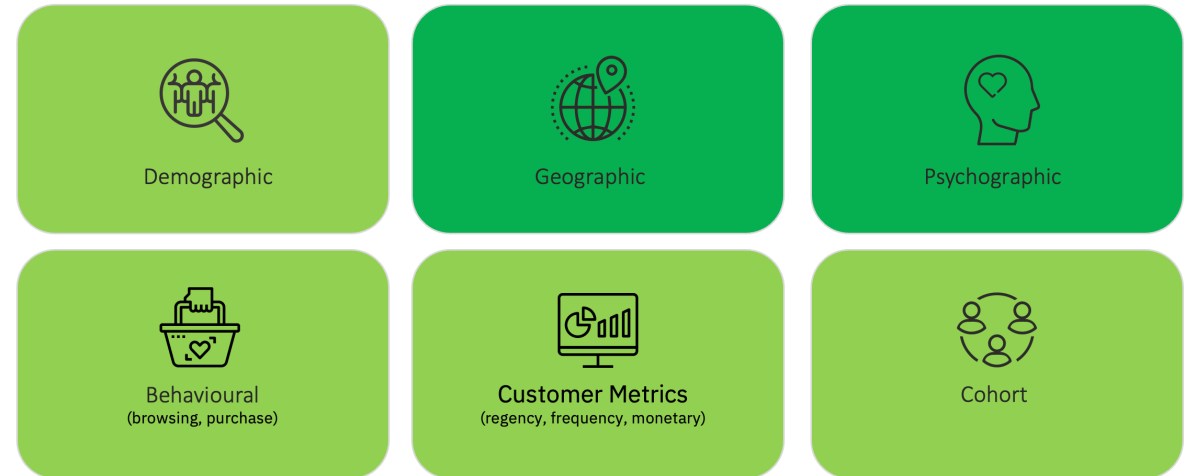 Demographic
Geographic
Psychographic
Behavioural
(browsing, purchase)
Customer Metrics
(regency, frequency, monetary)
Cohort